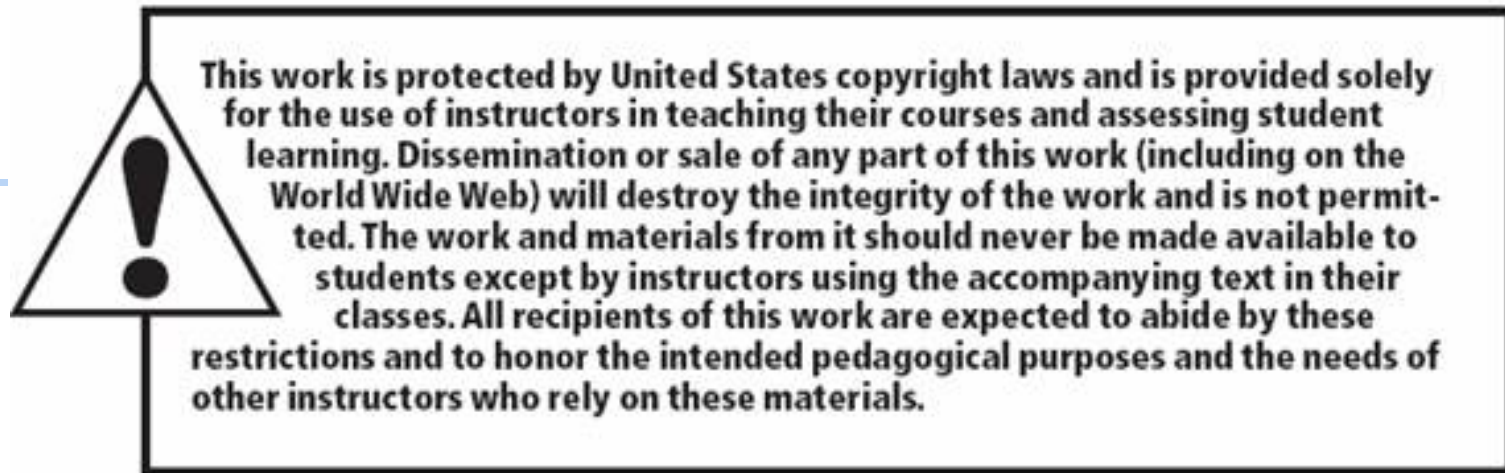 This work is protected by United States copyright laws and is provided solely
for the use of instructors in teaching their courses and assessing student
learning. Dissemination or sale of any part of this work (including on the
World Wide Web) will destroy the integrity of the work and is not permit-
ted. The work and materials from it should never be made available to
students except by instructors using the accompanying text in their
classes. All recipients of this work are expected to abide by these
restrictions and to honor the intended pedagogical purposes and the needs of
other instructors who rely on these materials.